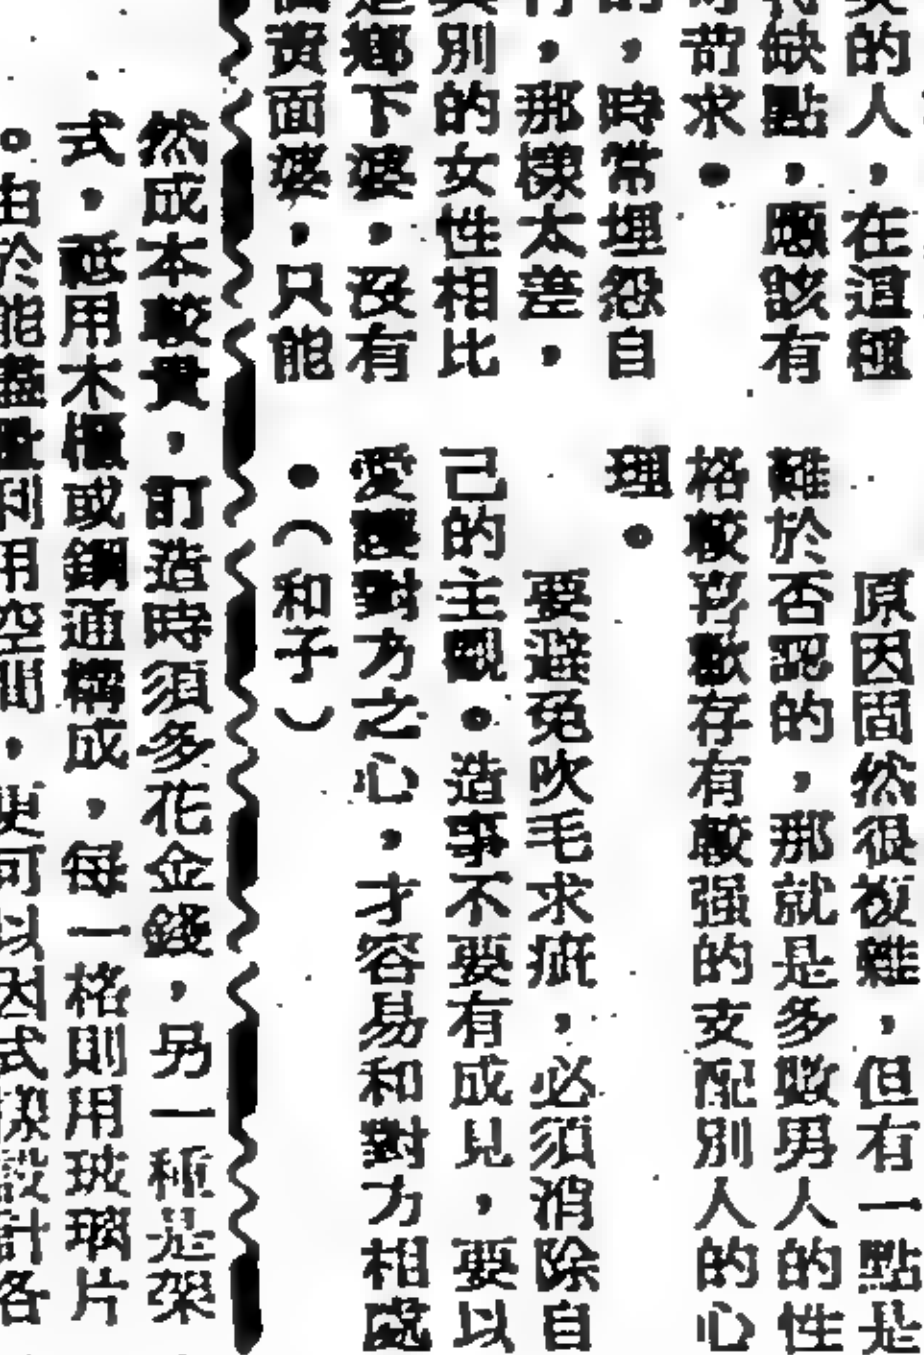 的人，在這種
缺點，應該有
苛求。
，時常埋怨自
，那樣太差。
別的女性相比
鄉下婆，沒有
黃面婆，只能
原因固然很複雜，但有一點是
難於否認的，那就是多數男人的性
格較喜歡存有較强的支配別人的心
理。
要避免吹毛求疵，必須消除自
己的主觀。造事不要有成見，要以
愛護對方之心，才容易和對方相處
。（和子）
然成本較貴，訂造時須多花金錢，另一種是架
式，祗用木櫃或鋼通構成，每一格則用玻璃片
。由於能盡量利用空間，更可以因式樣設計各